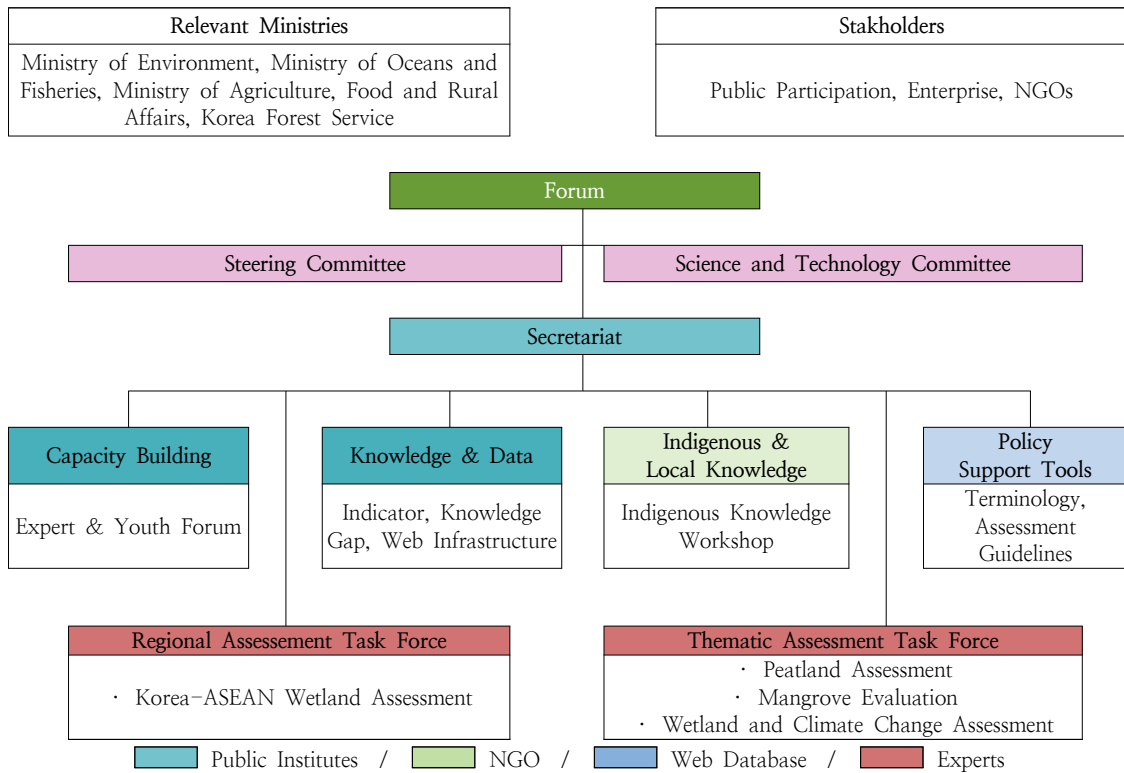 Relevant Ministries
Ministry of Environment, Ministry of Oceans and
Fisheries, Ministry of Agriculture, Food and Rural
Affairs, Korea Forest Service
Stakholders
Public Participation, Enterprise, NGOs
Forum
Steering Committee
Science and Technology Committee
Secretariat
Capacity Building
Expert & Youth Forum
Knowledge & Data
Indicator, Knowledge
Gap, Web Infrastructure
Indigenous &
Local Knowledge
Indigenous Knowledge
Workshop
Policy
Support Tools
Terminology,
Assessment
Guidelines
Regional Assessement Task Force
· Korea-ASEAN Wetland Assessment
Thematic Assessment Task Force
· Peatland Assessment
· Mangrove Evaluation
· Wetland and Climate Change Assessment
Public Institutes / NGO / Web Database / Experts